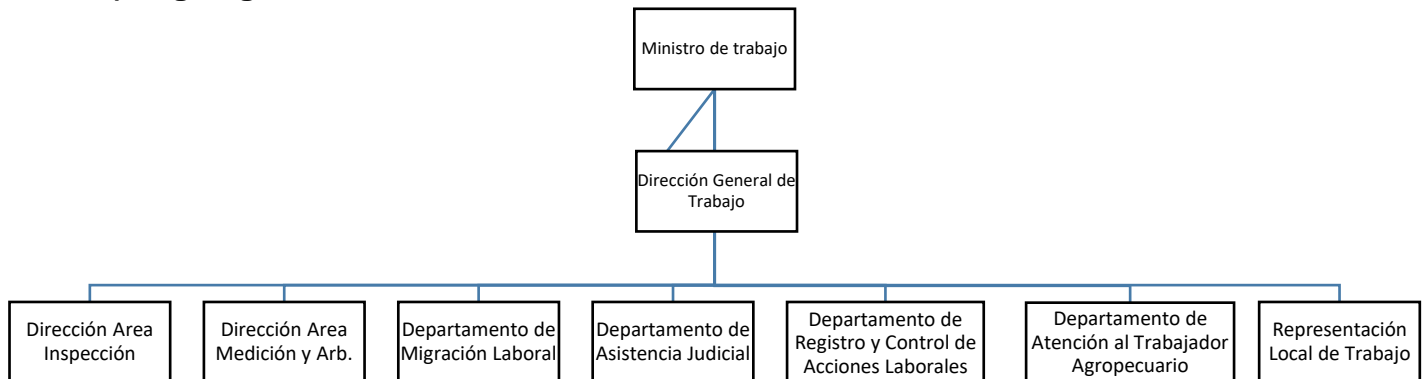 Ministro de trabajo
Dirección General de
Trabajo
Dirección Area
Inspección
Dirección Area
Medición y Arb.
Departamento de
Migración Laboral
Departamento de
Asistencia Judicial
Departamento de
Registro y Control de
Acciones Laborales
Departamento de
Atención al Trabajador
Agropecuario
Representación
Local de Trabajo